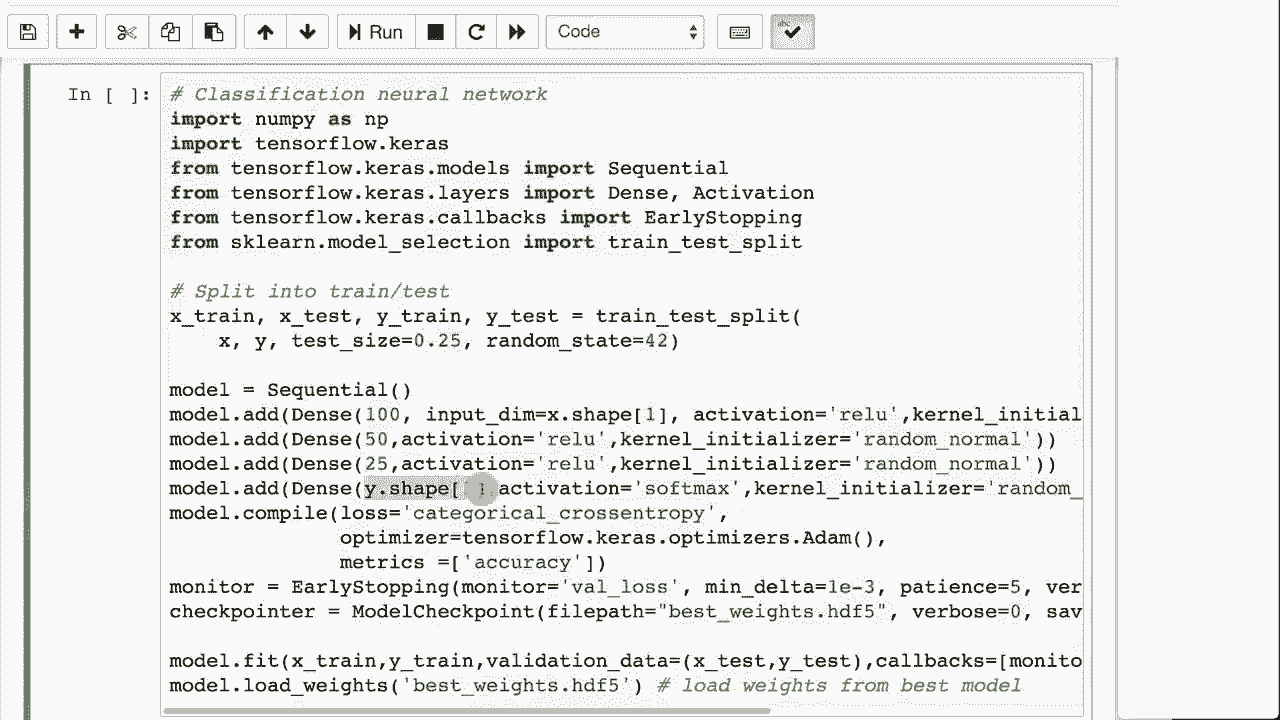 Run Code
In [ ]: # Classification neural network
import numpy as np
import tensorflow.keras
from tensorflow.keras.models import Sequential
from tensorflow.keras.layers import Dense, Activation
from tensorflow.keras.callbacks import EarlyStopping
from sklearn.model_selection import train_test_split
# Split into train/test
x_train, x_test, y_train, y_test = train_test_split(
x, y, test_size=0.25, random_state=42)
model = Sequential()
model.add(Dense(100, input_dim=x.shape[1], activation='relu',kernel_initial
model.add(Dense(50,activation='relu',kernel_initializer='random_normal'))
model.add(Dense(25,activation='relu',kernel_initializer='random_normal'))
model.add(Dense(y.shape[ ],activation='softmax',kernel_initializer='random_
model.compile(loss='categorical_crossentropy',
optimizer=tensorflow.keras.optimizers.Adam(),
metrics =['accuracy'])
monitor = EarlyStopping(monitor='val_loss', min_delta=1e-3, patience=5, ver
checkpointer = ModelCheckpoint(filepath="best_weights.hdf5", verbose=0, sav
model.fit(x_train,y_train,validation_data=(x_test,y_test),callbacks=[monito
model.load_weights('best_weights.hdf5') # load weights from best model